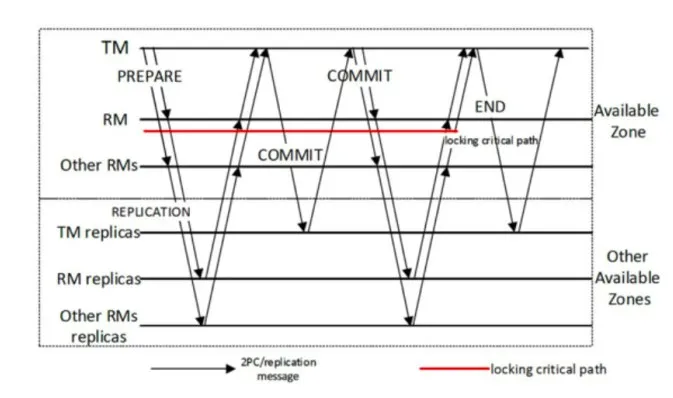 TM
PREPARE
COMMIT
RM
END
Available
Zone
locking critical path
COMMIT
Other RMs
REPLICATION
TM replicas
RM replicas
Other
Available
Zones
Other RMs
replicas
2PC/replication
message
locking critical path